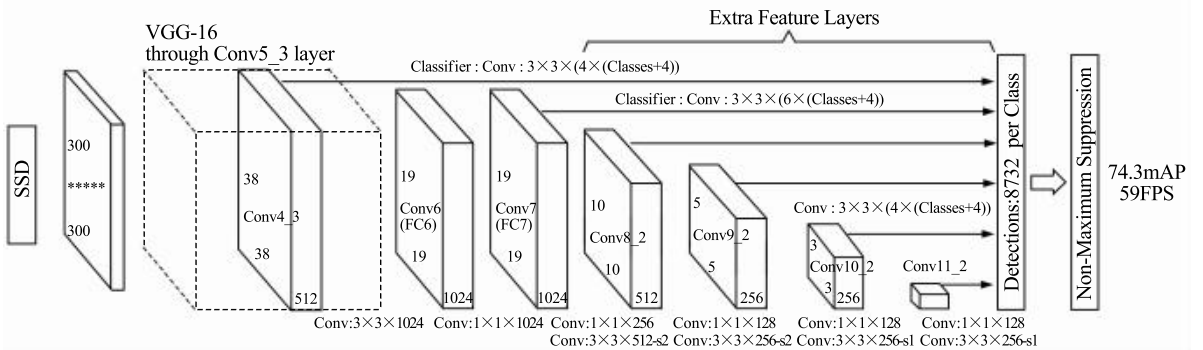 Extra Feature Layers
VGG-16
through Conv5_3 layer
Classifier : Conv : 3×3×(4×(Classes+4))
Classifier : Conv : 3×3×(6×(Classes+4))
SSD
300
*****
300
38
Conv4_3
38
512
19
Conv6
(FC6)
19
1024
19
Conv7
(FC7)
19
1024
10
Conv8_2
10
512
5
Conv9_2
5
256
Conv : 3×3×(4×(Classes+4))
3
Conv10_2
3
256
Conv11_2
Detections:8732 per Class
Non-Maximum Suppression
74.3mAP
59FPS
Conv:3×3×1024
Conv:1×1×1024
Conv:1×1×256
Conv:3×3×512-s2
Conv:1×1×128
Conv:3×3×256-s2
Conv:1×1×128
Conv:3×3×256-s1
Conv:1×1×128
Conv:3×3×256-s1